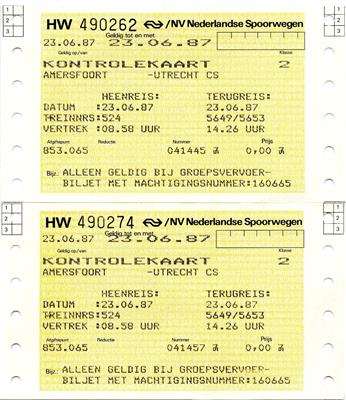 HW 490262 /NV Nederlandse Spoorwegen
Geldig tot en met
23.06.87 23.06.87
Klasse
KONTROLEKAART 2
AMERSFOORT -UTRECHT CS
HEENREIS: TERUGREIS:
DATUM :23.06.87 23.06.87
TREINNRS:524 5649/5653
VERTREK :08.58 UUR 14.26 UUR
Afgiftepunt Reductie Nummer Prijs
853.065 041445 0,00
Bijz.: ALLEEN GELDIG BIJ GROEPSVERVOER-
BILJET MET MACHTIGINGSNUMMER:160665
1
2
3
HW 490274 /NV Nederlandse Spoorwegen
Geldig tot en met
23.06.87 23.06.87
Klasse
KONTROLEKAART 2
AMERSFOORT -UTRECHT CS
HEENREIS: TERUGREIS:
DATUM :23.06.87 23.06.87
TREINNRS:524 5649/5653
VERTREK :08.58 UUR 14.26 UUR
Afgiftepunt Reductie Nummer Prijs
853.065 041457 0,00
Bijz.: ALLEEN GELDIG BIJ GROEPSVERVOER-
BILJET MET MACHTIGINGSNUMMER:160665
1
2
3